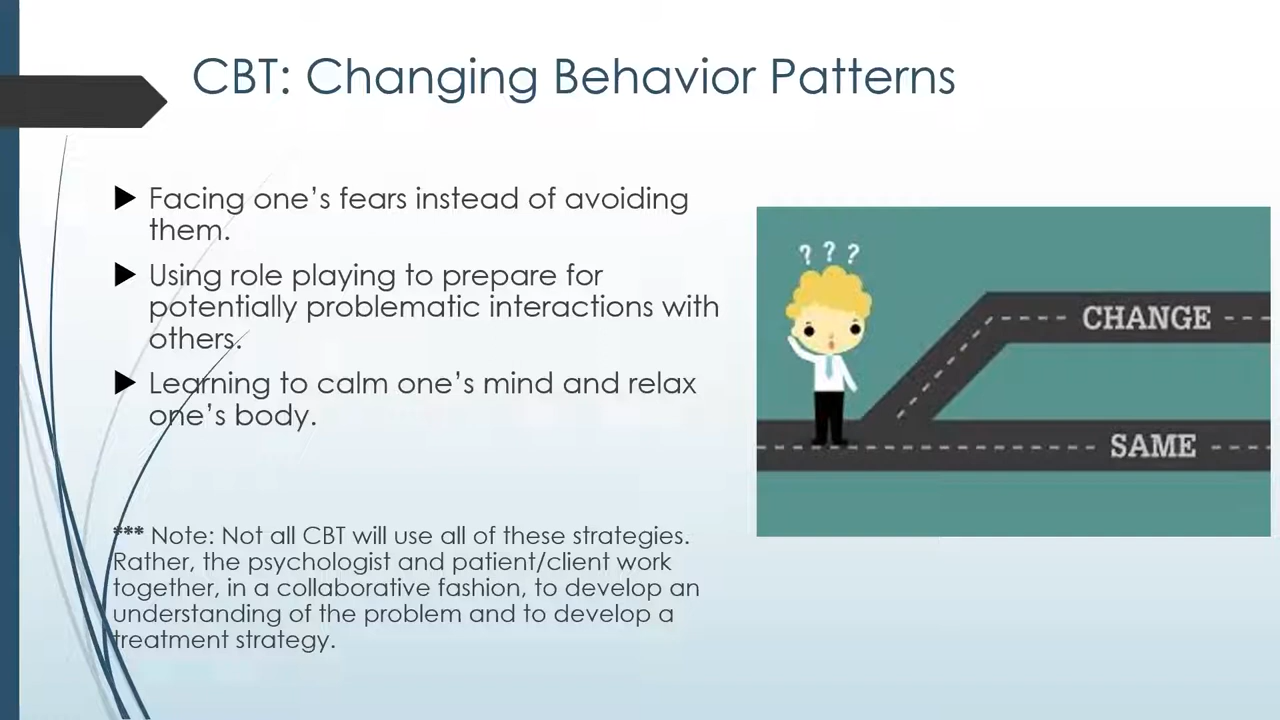 CBT: Changing Behavior Patterns
Facing one’s fears instead of avoiding
them.
Using role playing to prepare for
potentially problematic interactions with
others.
Learning to calm one’s mind and relax
one’s body.
*** Note: Not all CBT will use all of these strategies.
Rather, the psychologist and patient/client work
together, in a collaborative fashion, to develop an
understanding of the problem and to develop a
treatment strategy.
? ? ?
CHANGE
SAME